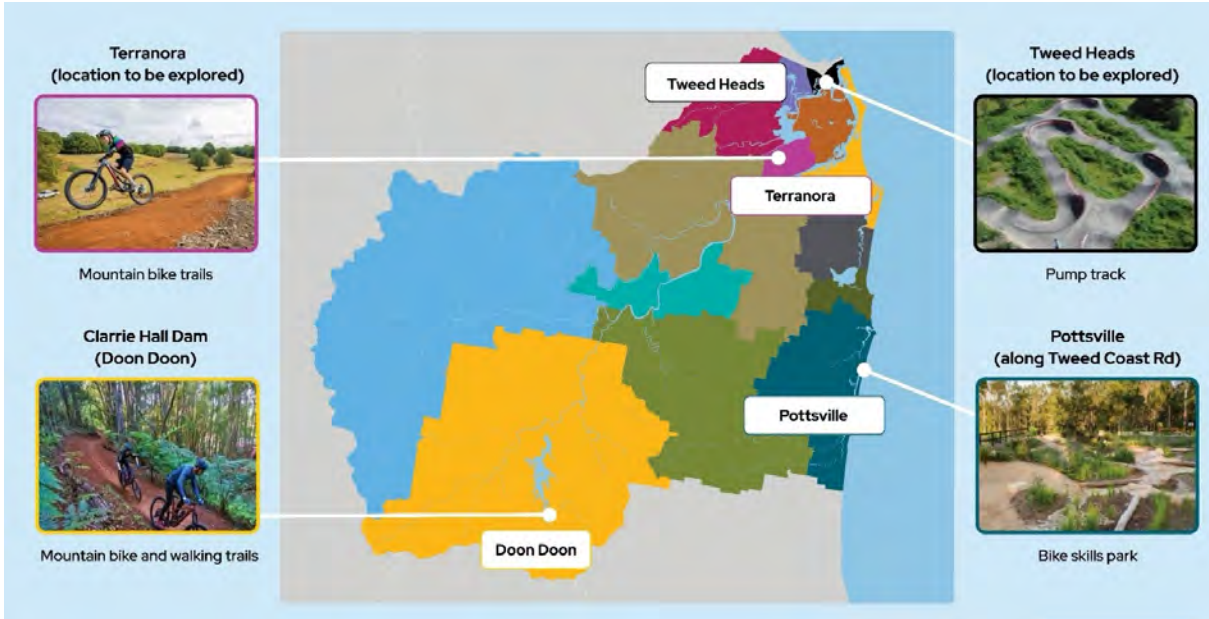 Terranora
(location to be explored)
Mountain bike trails
Clarrie Hall Dam
(Doon Doon)
Mountain bike and walking trails
Tweed Heads
Terranora
Pottsville
Doon Doon
Tweed Heads
(location to be explored)
Pump track
Pottsville
(along Tweed Coast Rd)
Bike skills park